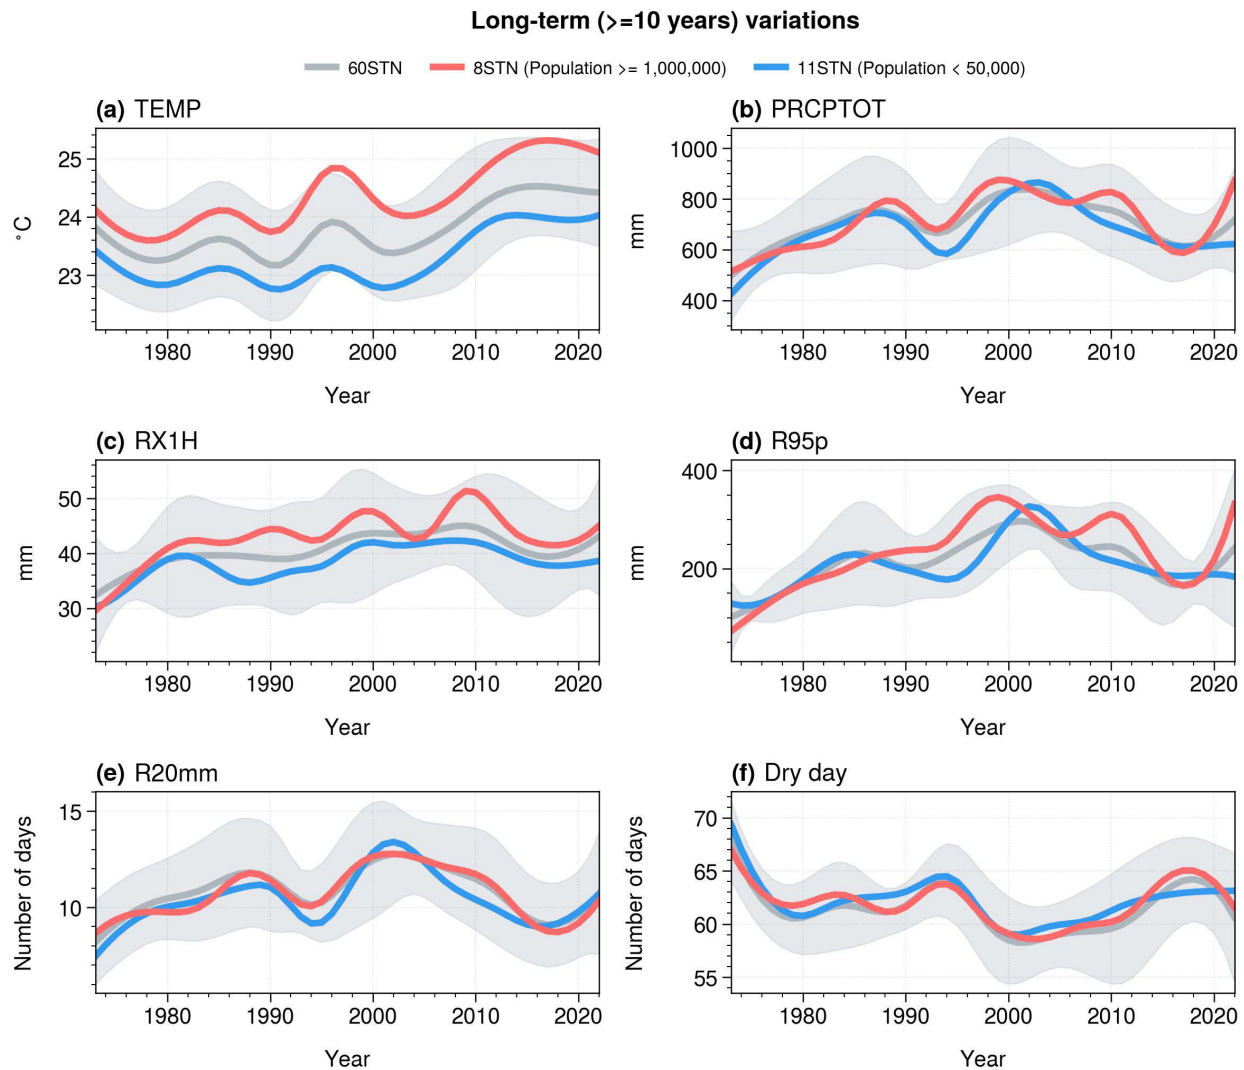 Long-term (>=10 years) variations
60STN 8STN (Population >= 1,000,000) 11STN (Population < 50,000)
(a) TEMP
25
24
23
°C
1980 1990 2000 2010 2020
Year
(b) PRCPTOT
1000
800
600
400
mm
1980 1990 2000 2010 2020
Year
(c) RX1H
50
40
30
mm
1980 1990 2000 2010 2020
Year
(d) R95p
400
200
mm
1980 1990 2000 2010 2020
Year
(e) R20mm
15
10
Number of days
1980 1990 2000 2010 2020
Year
(f) Dry day
70
65
60
55
Number of days
1980 1990 2000 2010 2020
Year